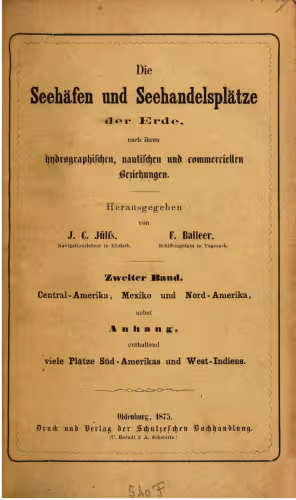 Die
Seehäfen und Seehandelsplätze
der Erde,
nach ihren
hydrographischen, nautischen und commerciellen
Beziehungen.
Herausgegeben
von
J. C. Jülfs. F. Balleer.
Navigationslehrer in Elsfleth. Schiffscapitain in Vegesack.
Zweiter Band.
Central-Amerika, Mexiko und Nord-Amerika,
nebst
Anhang,
enthaltend
viele Plätze Süd-Amerikas und West-Indiens.
Oldenburg, 1875.
Druck und Verlag der Schulzeschen Buchhandlung.
(C. Berndt & A. Schwartz.)